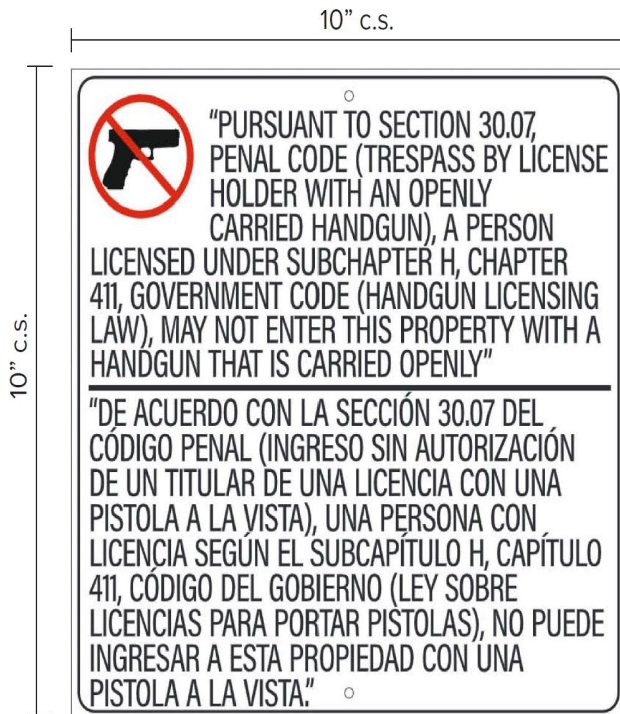 10” c.s.
10” c.s.
“PURSUANT TO SECTION 30.07,
PENAL CODE (TRESPASS BY LICENSE
HOLDER WITH AN OPENLY
CARRIED HANDGUN), A PERSON
LICENSED UNDER SUBCHAPTER H, CHAPTER
411, GOVERNMENT CODE (HANDGUN LICENSING
LAW), MAY NOT ENTER THIS PROPERTY WITH A
HANDGUN THAT IS CARRIED OPENLY”
“DE ACUERDO CON LA SECCIÓN 30.07 DEL
CÓDIGO PENAL (INGRESO SIN AUTORIZACIÓN
DE UN TITULAR DE UNA LICENCIA CON UNA
PISTOLA A LA VISTA), UNA PERSONA CON
LICENCIA SEGÚN EL SUBCAPÍTULO H, CAPÍTULO
411, CÓDIGO DEL GOBIERNO (LEY SOBRE
LICENCIAS PARA PORTAR PISTOLAS), NO PUEDE
INGRESAR A ESTA PROPIEDAD CON UNA
PISTOLA A LA VISTA.”